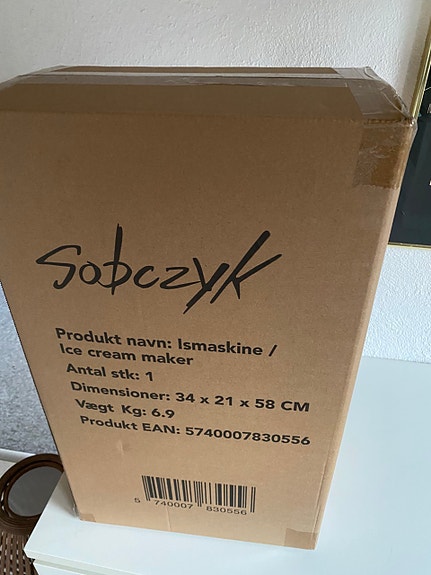 Sobczyk
Produkt navn: Ismaskine /
Ice cream maker
Antal stk: 1
Dimensioner: 34 x 21 x 58 CM
Vægt Kg: 6.9
Produkt EAN: 5740007830556
5 740007 830556